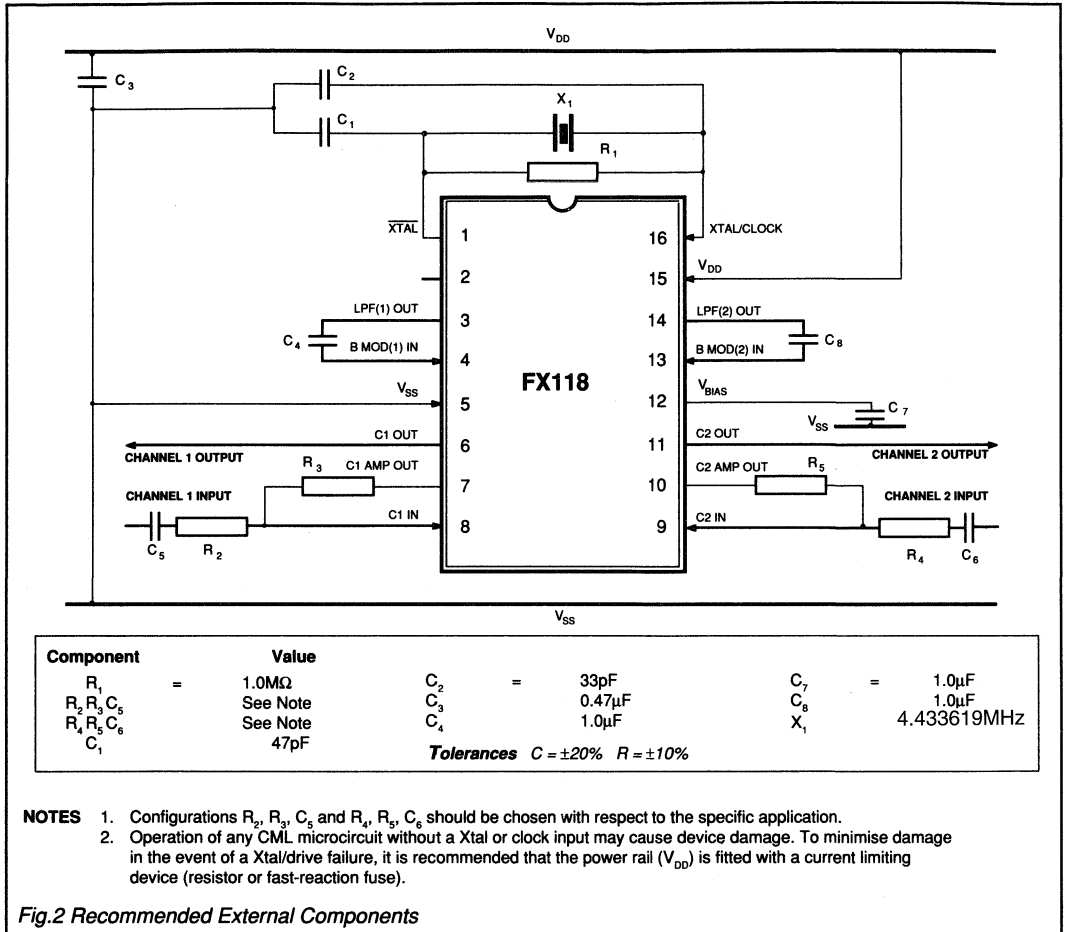 V_DD
C₃
C₂
C₁
X₁
R₁
XTAL
1
16
XTAL/CLOCK
2
15
V_DD
LPF(1) OUT
3
14
LPF(2) OUT
C₄
C₈
B MOD(1) IN
4
13
B MOD(2) IN
FX118
V_SS
5
12
V_BIAS
C₇
V_SS
C1 OUT
6
11
C2 OUT
CHANNEL 1 OUTPUT
CHANNEL 2 OUTPUT
R₃
C1 AMP OUT
7
10
C2 AMP OUT
R₅
CHANNEL 1 INPUT
CHANNEL 2 INPUT
C1 IN
8
9
C2 IN
C₅
R₂
R₄
C₆
V_SS
Component Value
R₁ = 1.0MΩ C₂ = 33pF C₇ = 1.0µF
R₂ R₃ C₅ See Note C₃ 0.47µF C₈ 1.0µF
R₄ R₅ C₆ See Note C₄ 1.0µF X₁ 4.433619MHz
C₁ 47pF Tolerances C = ±20% R = ±10%
NOTES 1. Configurations R₂, R₃, C₅ and R₄, R₅, C₆ should be chosen with respect to the specific application.
2. Operation of any CML microcircuit without a Xtal or clock input may cause device damage. To minimise damage
in the event of a Xtal/drive failure, it is recommended that the power rail (V_DD) is fitted with a current limiting
device (resistor or fast-reaction fuse).
Fig.2 Recommended External Components